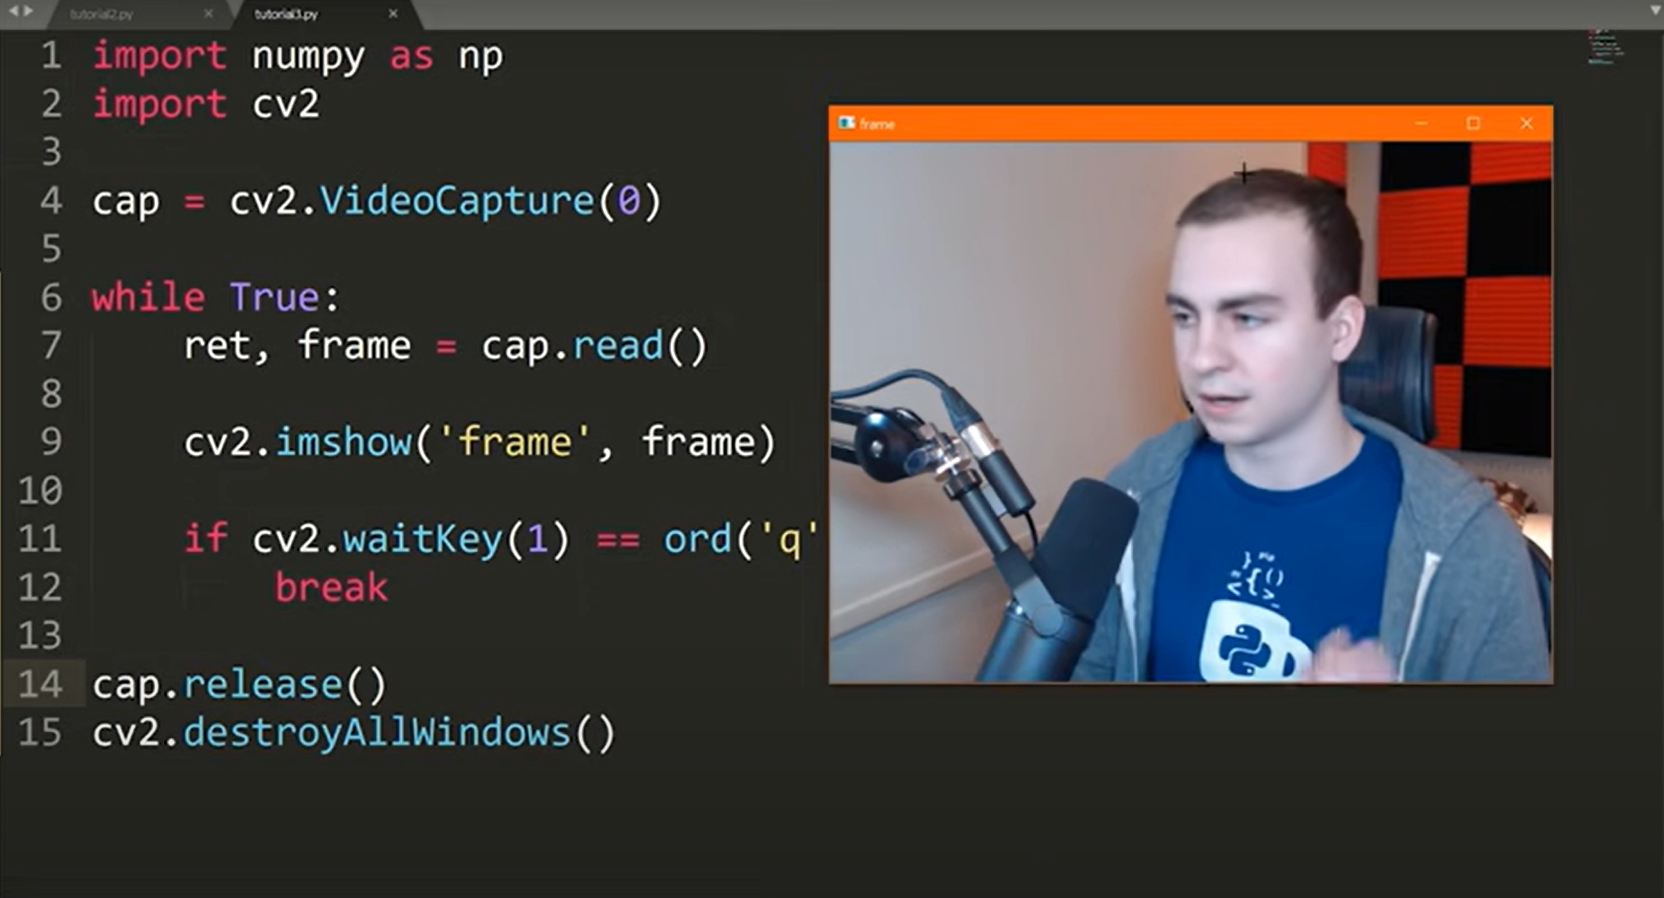 tutorial2.py
tutorial3.py
1 import numpy as np
2 import cv2
3
4 cap = cv2.VideoCapture(0)
5
6 while True:
7 ret, frame = cap.read()
8
9 cv2.imshow('frame', frame)
10
11 if cv2.waitKey(1) == ord('q'
12 break
13
14 cap.release()
15 cv2.destroyAllWindows()
frame